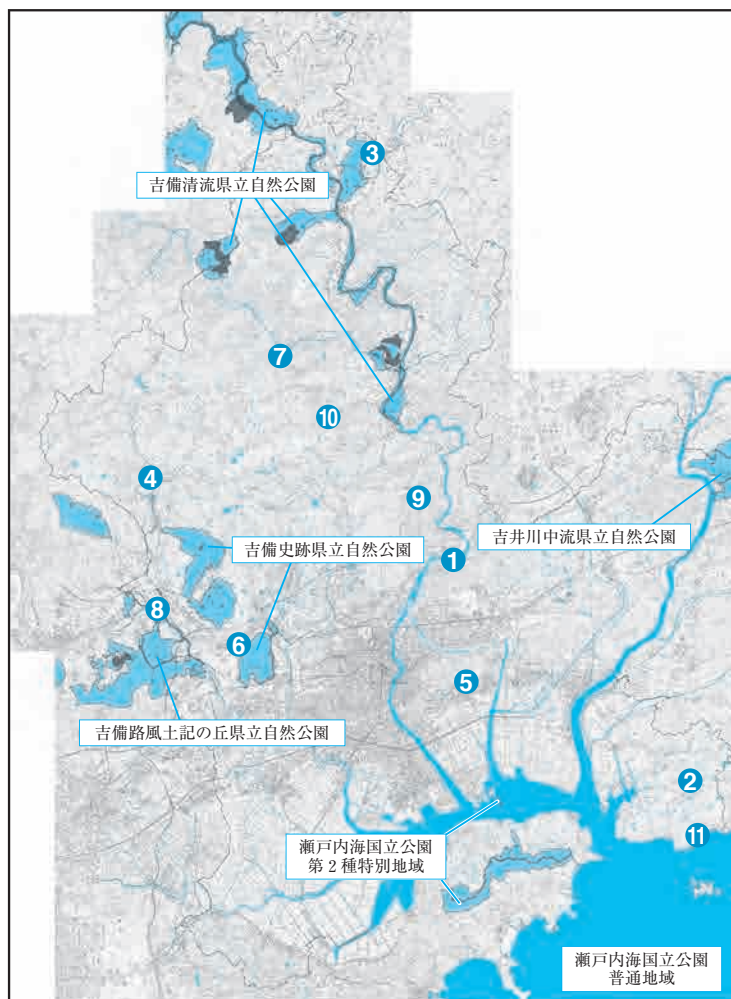 ③
吉備清流県立自然公園
⑦
⑩
④
⑨
吉備史跡県立自然公園
吉井川中流県立自然公園
①
⑧
⑥
⑤
吉備路風土記の丘県立自然公園
②
⑪
瀬戸内海国立公園
第2種特別地域
瀬戸内海国立公園
普通地域